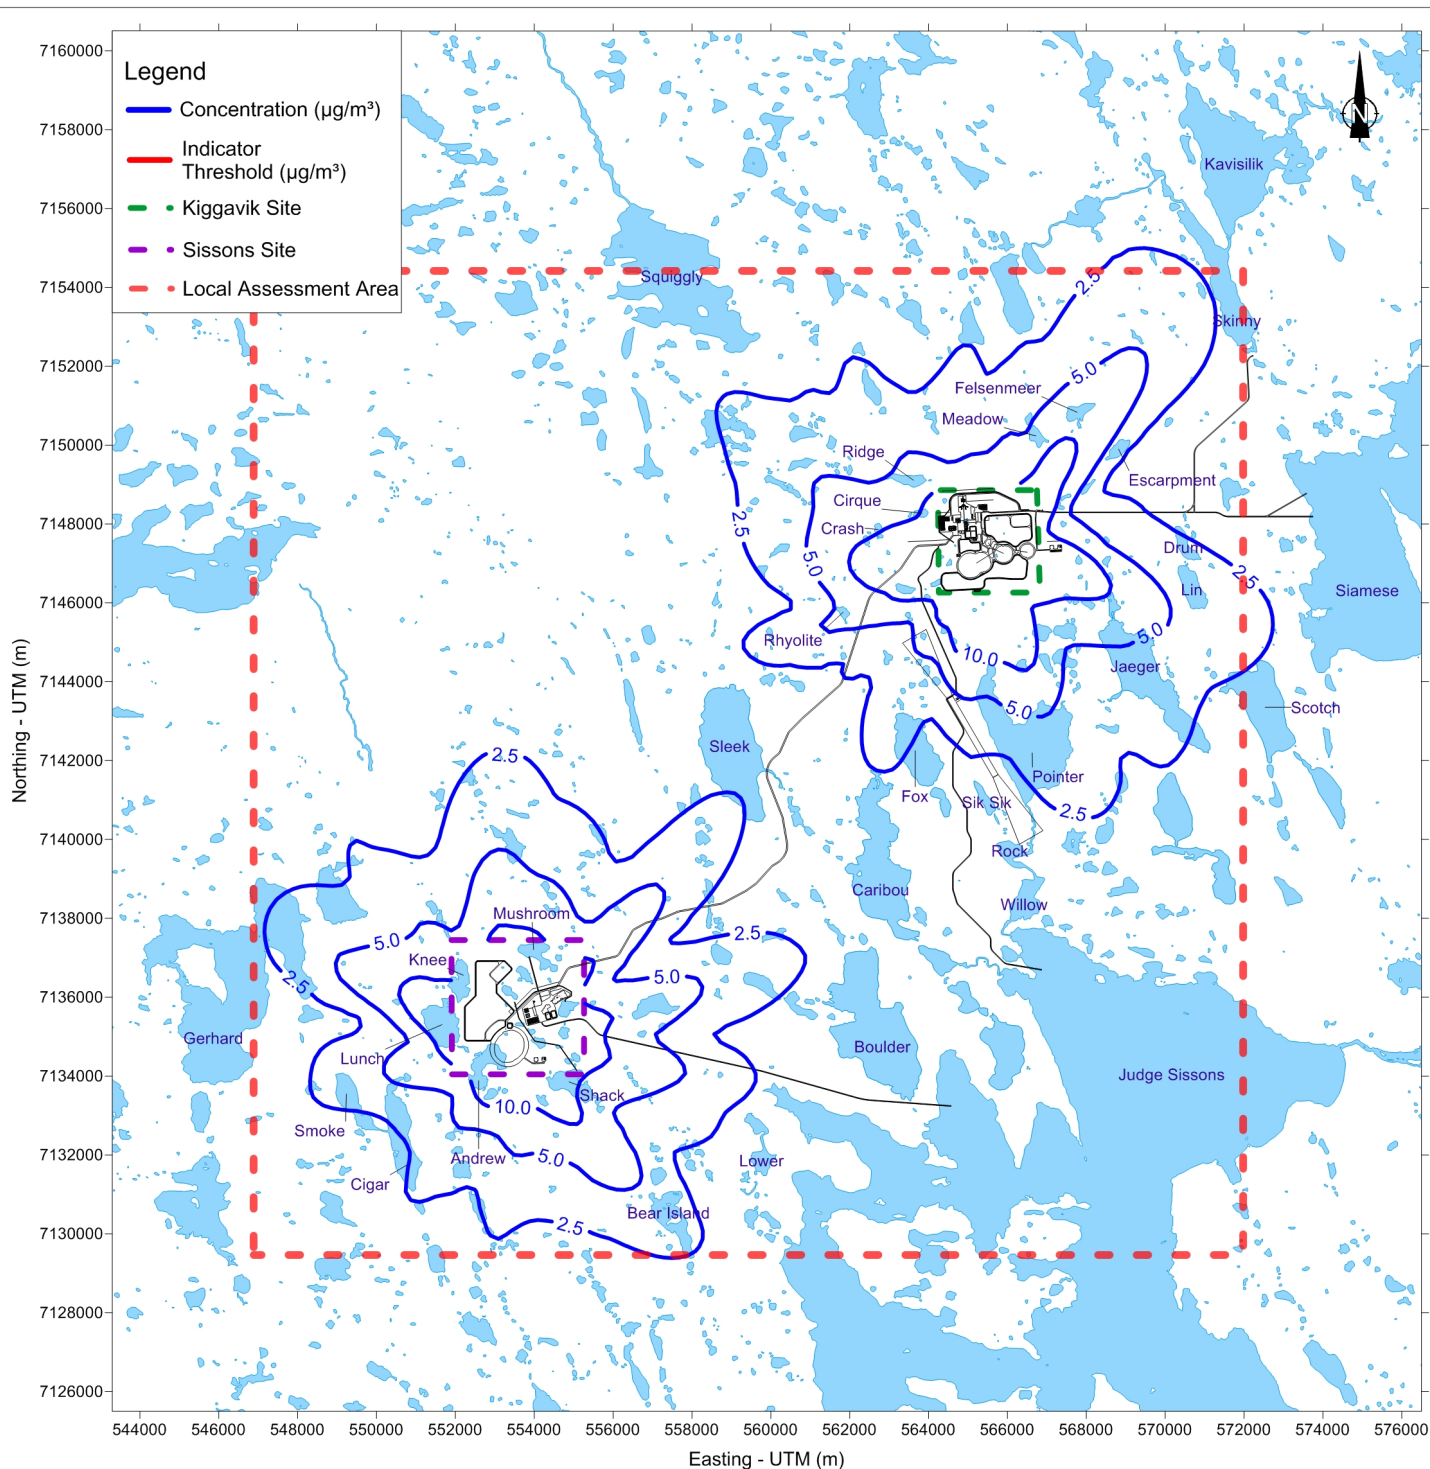 Legend
Concentration (µg/m³)
Indicator
Threshold (µg/m³)
Kiggavik Site
Sissons Site
Local Assessment Area
N
7160000
7158000
7156000
7154000
7152000
7150000
7148000
7146000
7144000
7142000
7140000
7138000
7136000
7134000
7132000
7130000
7128000
7126000
Northing - UTM (m)
Kavisilik
Squiggly
2.5
Skinny
5.0
Felsenmeer
Meadow
Ridge
Escarpment
Cirque
Crash
2.5
5.0
Drum
2.5
Lin
Siamese
Rhyolite
5.0
10.0
Jaeger
5.0
Scotch
Sleek
2.5
Pointer
Fox
Sik Sik
2.5
Rock
Caribou
Willow
Mushroom
5.0
2.5
Knee
2.5
5.0
Gerhard
Lunch
Boulder
Judge Sissons
Shack
10.0
Smoke
Andrew
5.0
Lower
Cigar
Bear Island
2.5
544000
546000
548000
550000
552000
554000
556000
558000
560000
562000
564000
566000
568000
570000
572000
574000
576000
Easting - UTM (m)